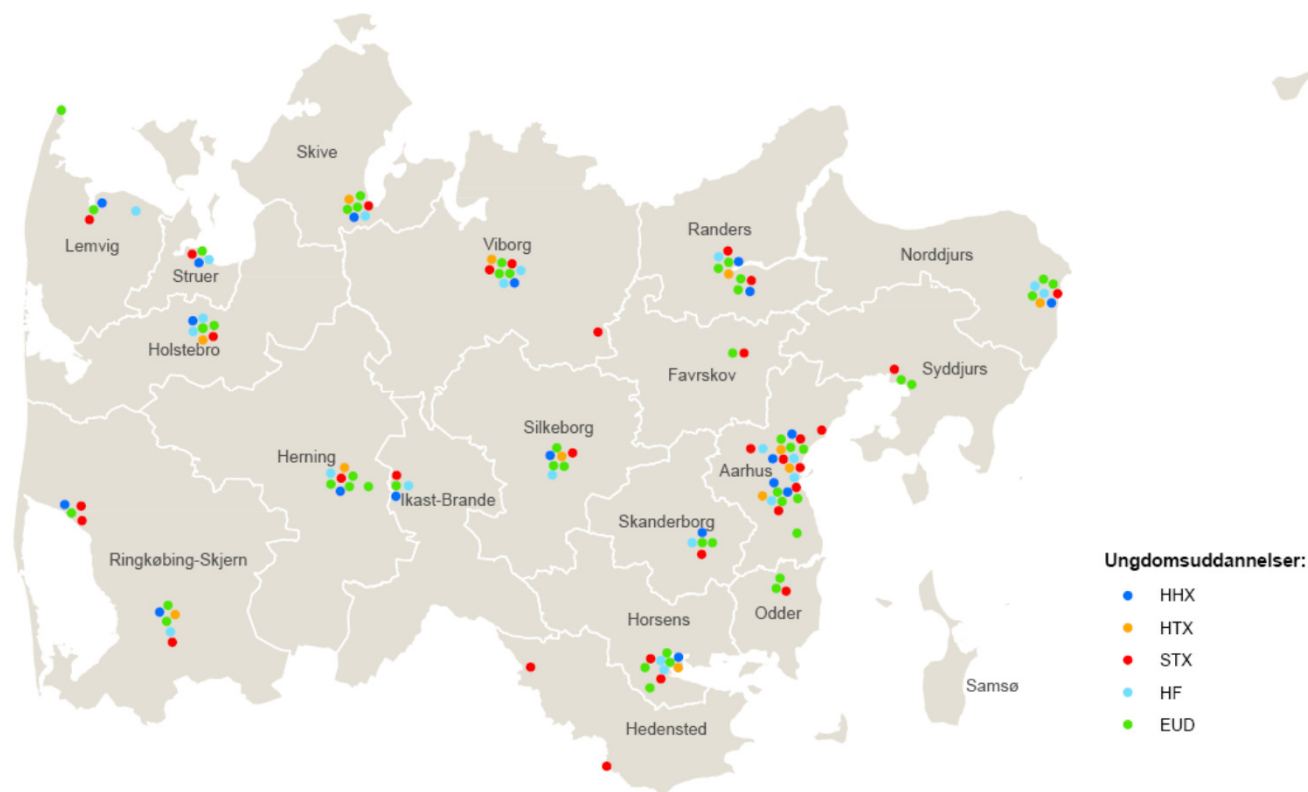 Skive
Viborg
Randers
Norddjurs
Lemvig
Struer
Holstebro
Favrskov
Syddjurs
Silkeborg
Herning
Aarhus
Ikast-Brande
Skanderborg
Ringkøbing-Skjern
Odder
Horsens
Samsø
Hedensted
Ungdomsuddannelser:
HHX
HTX
STX
HF
EUD